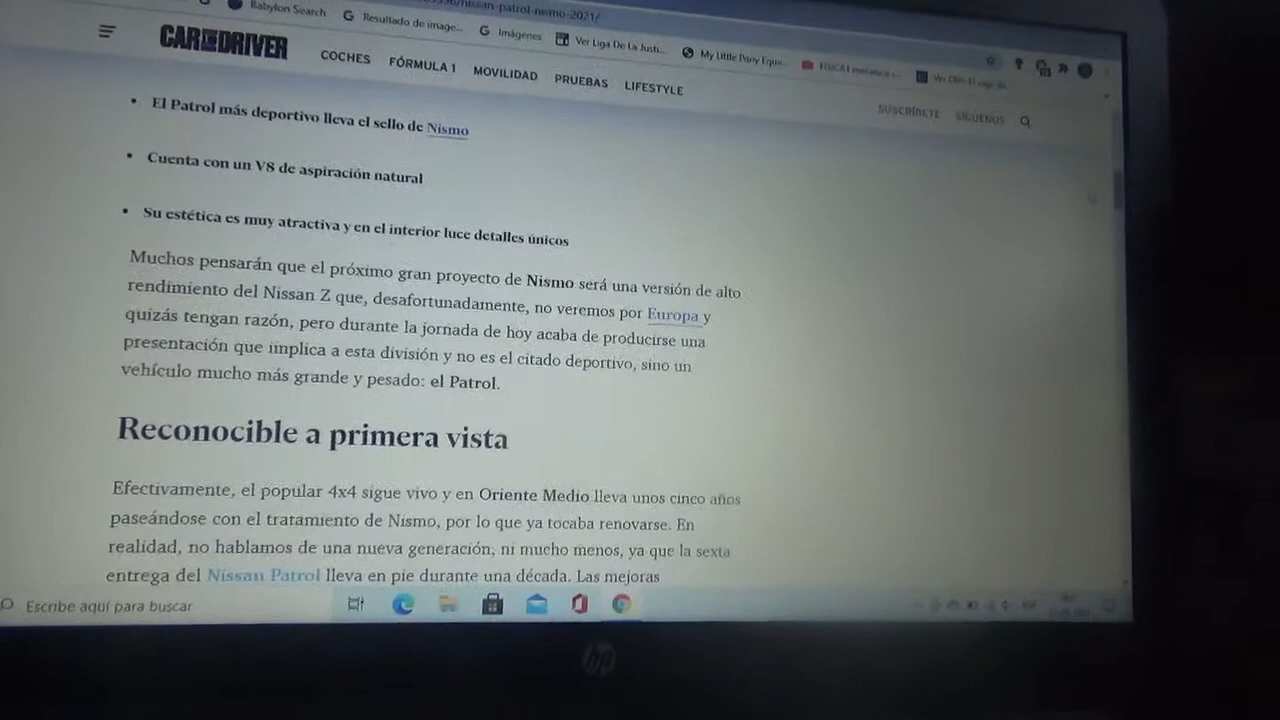 nissan-patrol-nismo-2021/
Babylon Search
Resultado de image...
Imágenes
Ver Liga De La Justi...
My Little Pony Eque...
CAR AND DRIVER
COCHES FÓRMULA 1 MOVILIDAD PRUEBAS LIFESTYLE
SUSCRÍBETE SÍGUENOS
• El Patrol más deportivo lleva el sello de Nismo
• Cuenta con un V8 de aspiración natural
• Su estética es muy atractiva y en el interior luce detalles únicos
Muchos pensarán que el próximo gran proyecto de Nismo será una versión de alto
rendimiento del Nissan Z que, desafortunadamente, no veremos por Europa y
quizás tengan razón, pero durante la jornada de hoy acaba de producirse una
presentación que implica a esta división y no es el citado deportivo, sino un
vehículo mucho más grande y pesado: el Patrol.
Reconocible a primera vista
Efectivamente, el popular 4x4 sigue vivo y en Oriente Medio lleva unos cinco años
paseándose con el tratamiento de Nismo, por lo que ya tocaba renovarse. En
realidad, no hablamos de una nueva generación, ni mucho menos, ya que la sexta
entrega del Nissan Patrol lleva en pie durante una década. Las mejoras
Escribe aquí para buscar
hp